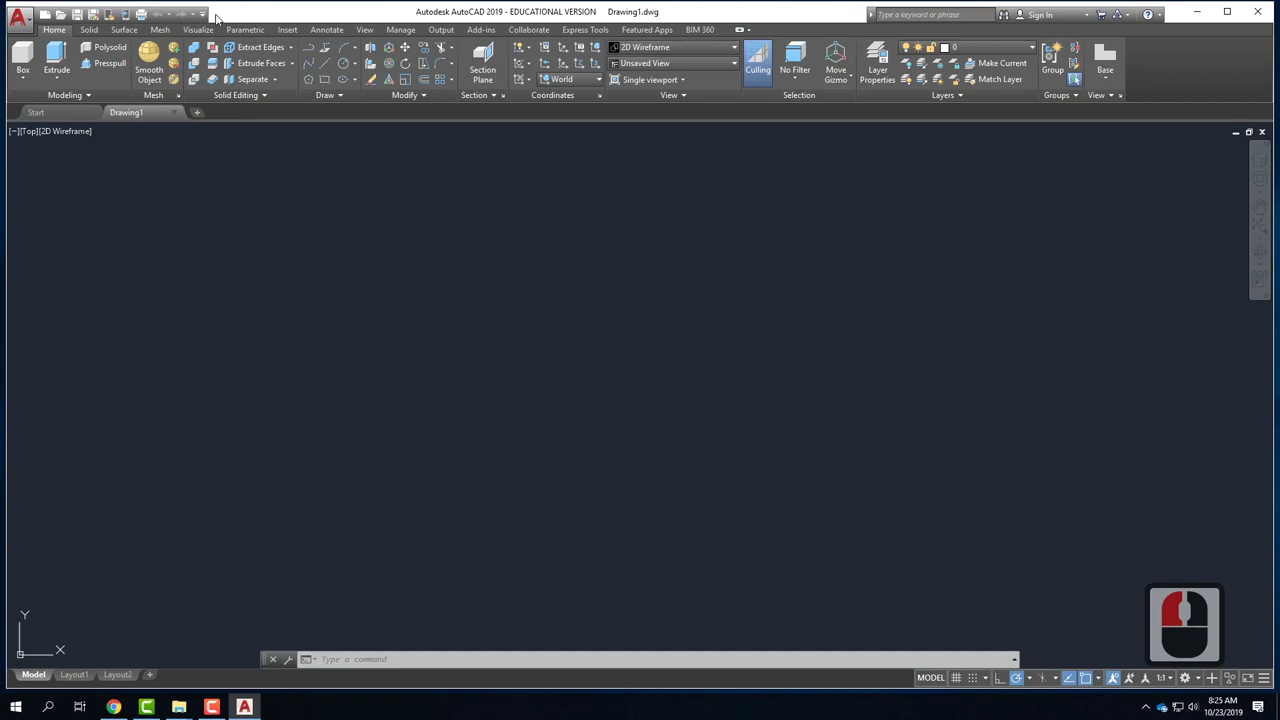 Autodesk AutoCAD 2019 - EDUCATIONAL VERSION Drawing1.dwg
Type a keyword or phrase
Sign In
Home Solid Surface Mesh Visualize Parametric Insert Annotate View Manage Output Add-ins Collaborate Express Tools Featured Apps BIM 360
Polysolid Extract Edges 2D Wireframe 0
Presspull Extrude Faces Unsaved View Make Current
Box Extrude Smooth Object Separate Section Plane World Single viewport Culling No Filter Move Gizmo Layer Properties Match Layer Group Base
Modeling Mesh Solid Editing Draw Modify Section Coordinates View Selection Layers Groups View
Start Drawing1
[−][Top][2D Wireframe]
Y
X
Type a command
Model Layout1 Layout2 MODEL 1:1
8:25 AM
10/23/2019